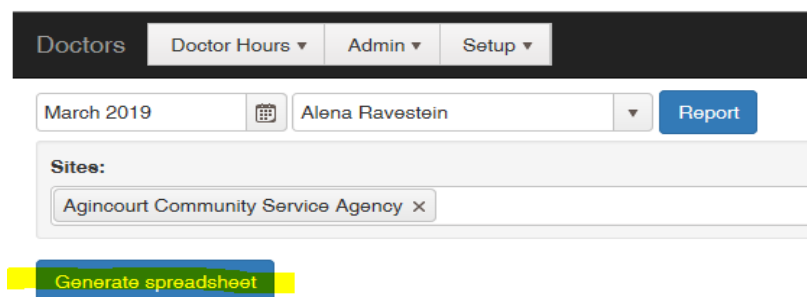 Doctors Doctor Hours Admin Setup
March 2019 Alena Ravestein Report
Sites:
Agincourt Community Service Agency ×
Generate spreadsheet